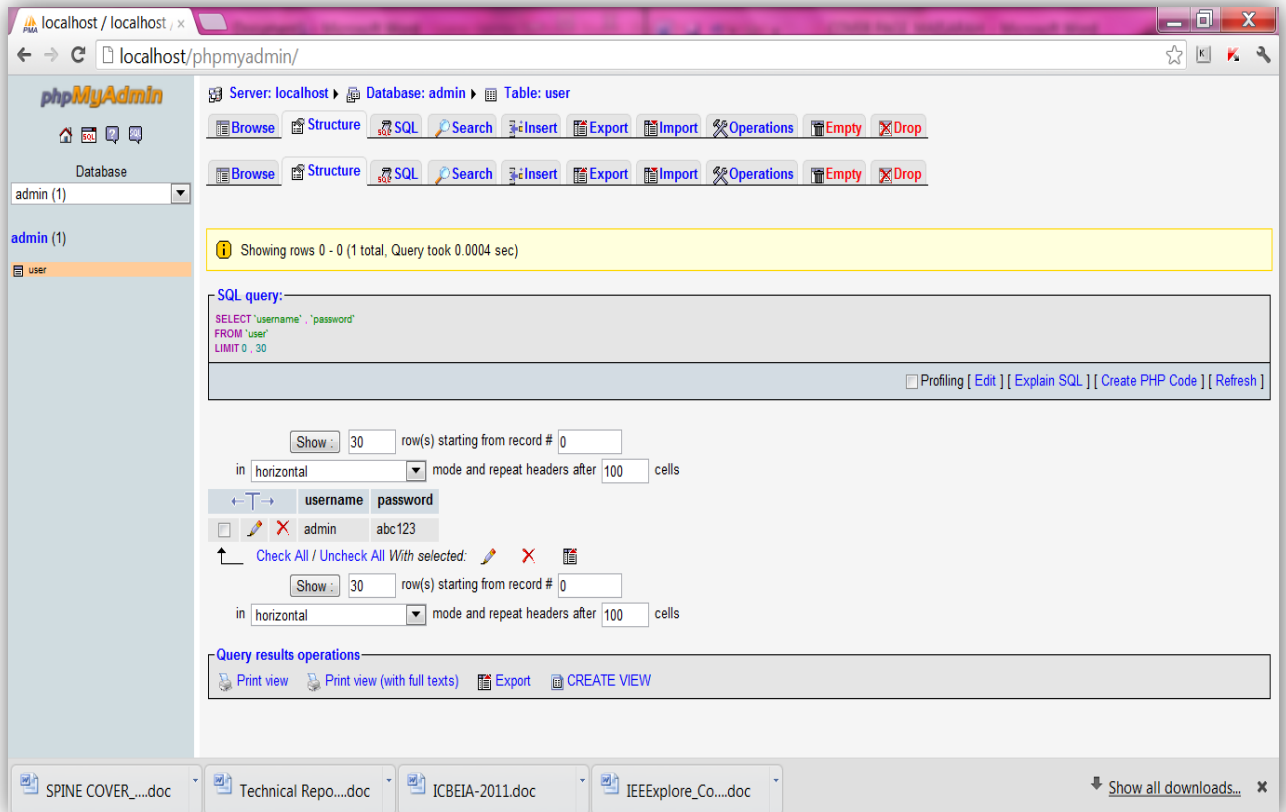 localhost / localhost /
localhost/phpmyadmin/
phpMyAdmin
Database
admin (1)
admin (1)
user
Server: localhost Database: admin Table: user
Browse Structure SQL Search Insert Export Import Operations Empty Drop
Browse Structure SQL Search Insert Export Import Operations Empty Drop
Showing rows 0 - 0 (1 total, Query took 0.0004 sec)
SQL query:
SELECT `username` , `password`
FROM `user`
LIMIT 0 , 30
Profiling [ Edit ] [ Explain SQL ] [ Create PHP Code ] [ Refresh ]
Show : 30 row(s) starting from record # 0
in horizontal mode and repeat headers after 100 cells
←T→ username password
admin abc123
Check All / Uncheck All With selected:
Show : 30 row(s) starting from record # 0
in horizontal mode and repeat headers after 100 cells
Query results operations
Print view Print view (with full texts) Export CREATE VIEW
SPINE COVER_....doc Technical Repo....doc ICBEIA-2011.doc IEEExplore_Co....doc Show all downloads...